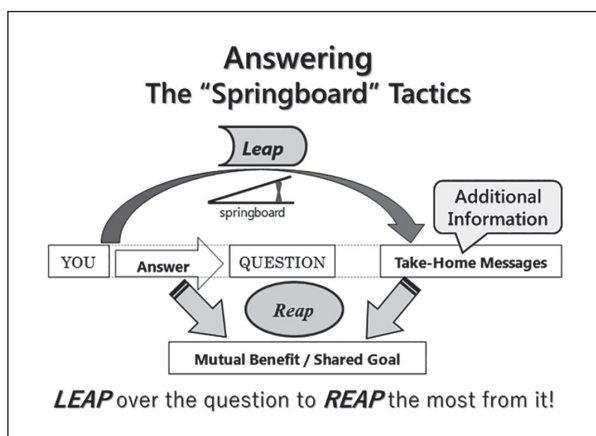 Answering
The “Springboard” Tactics
Leap
springboard
Additional
Information
YOU
Answer
QUESTION
Take-Home Messages
Reap
Mutual Benefit / Shared Goal
LEAP over the question to REAP the most from it!